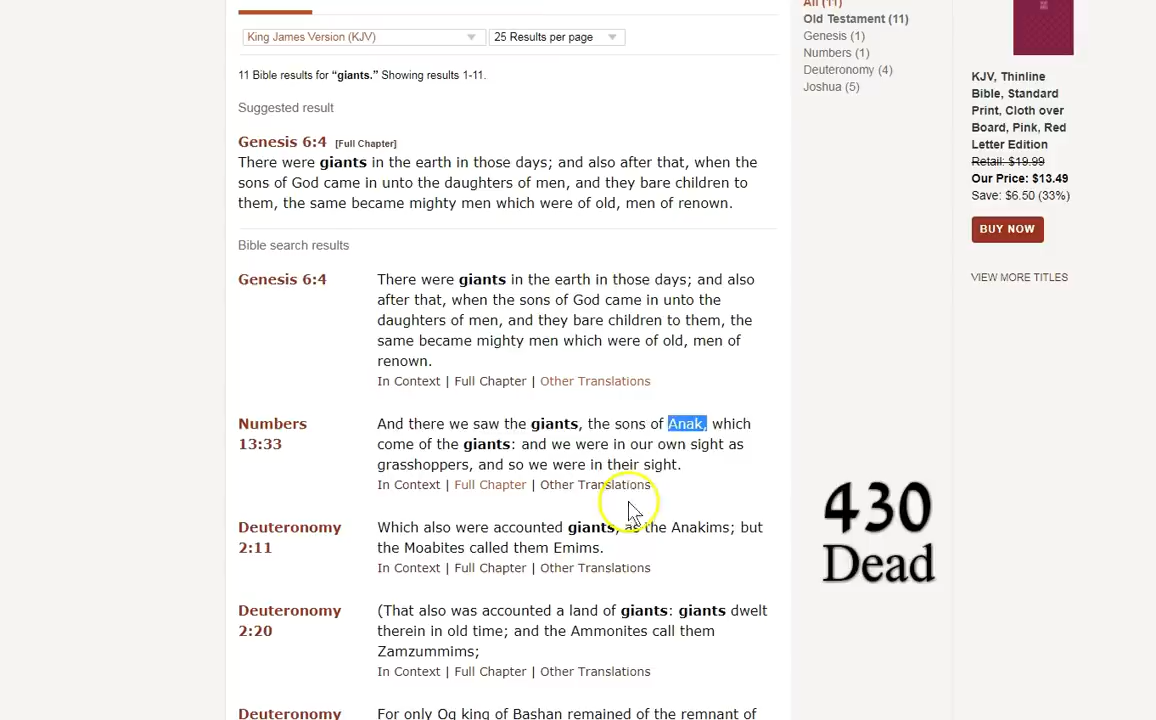 King James Version (KJV)
25 Results per page
11 Bible results for “giants.” Showing results 1-11.
Suggested result
Genesis 6:4 [Full Chapter]
There were giants in the earth in those days; and also after that, when the
sons of God came in unto the daughters of men, and they bare children to
them, the same became mighty men which were of old, men of renown.
Bible search results
Genesis 6:4
There were giants in the earth in those days; and also
after that, when the sons of God came in unto the
daughters of men, and they bare children to them, the
same became mighty men which were of old, men of
renown.
In Context | Full Chapter | Other Translations
Numbers
13:33
And there we saw the giants, the sons of Anak, which
come of the giants: and we were in our own sight as
grasshoppers, and so we were in their sight.
In Context | Full Chapter | Other Translations
Deuteronomy
2:11
Which also were accounted giants, as the Anakims; but
the Moabites called them Emims.
In Context | Full Chapter | Other Translations
Deuteronomy
2:20
(That also was accounted a land of giants: giants dwelt
therein in old time; and the Ammonites call them
Zamzummims;
In Context | Full Chapter | Other Translations
Deuteronomy
For only Og king of Bashan remained of the remnant of
All (11)
Old Testament (11)
Genesis (1)
Numbers (1)
Deuteronomy (4)
Joshua (5)
KJV, Thinline
Bible, Standard
Print, Cloth over
Board, Pink, Red
Letter Edition
Retail: $19.99
Our Price: $13.49
Save: $6.50 (33%)
BUY NOW
VIEW MORE TITLES
430
Dead